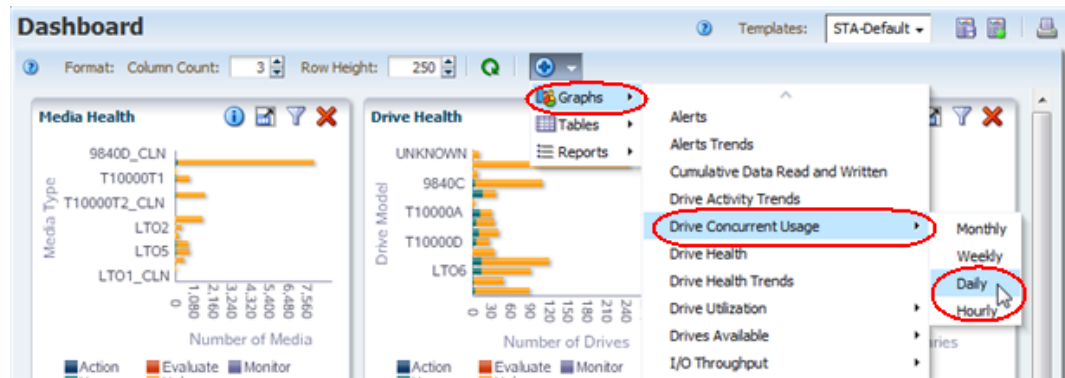 Dashboard
Templates: STA-Default
Format: Column Count: 3 Row Height: 250
Graphs
Tables
Reports
Alerts
Alerts Trends
Cumulative Data Read and Written
Drive Activity Trends
Drive Concurrent Usage
Drive Health
Drive Health Trends
Drive Utilization
Drives Available
I/O Throughput
Monthly
Weekly
Daily
Hourly
Media Health
Media Type
9840D_CLN
T10000T1
T10000T2_CLN
LTO2
LTO5
LTO1_CLN
0 1,080 2,160 3,240 4,320 5,400 6,480 7,560
Number of Media
Action Evaluate Monitor
Drive Health
Drive Model
UNKNOWN
9840C
T10000A
T10000D
LTO6
0 30 60 90 120 150 180 210 240
Number of Drives
Action Evaluate Monitor